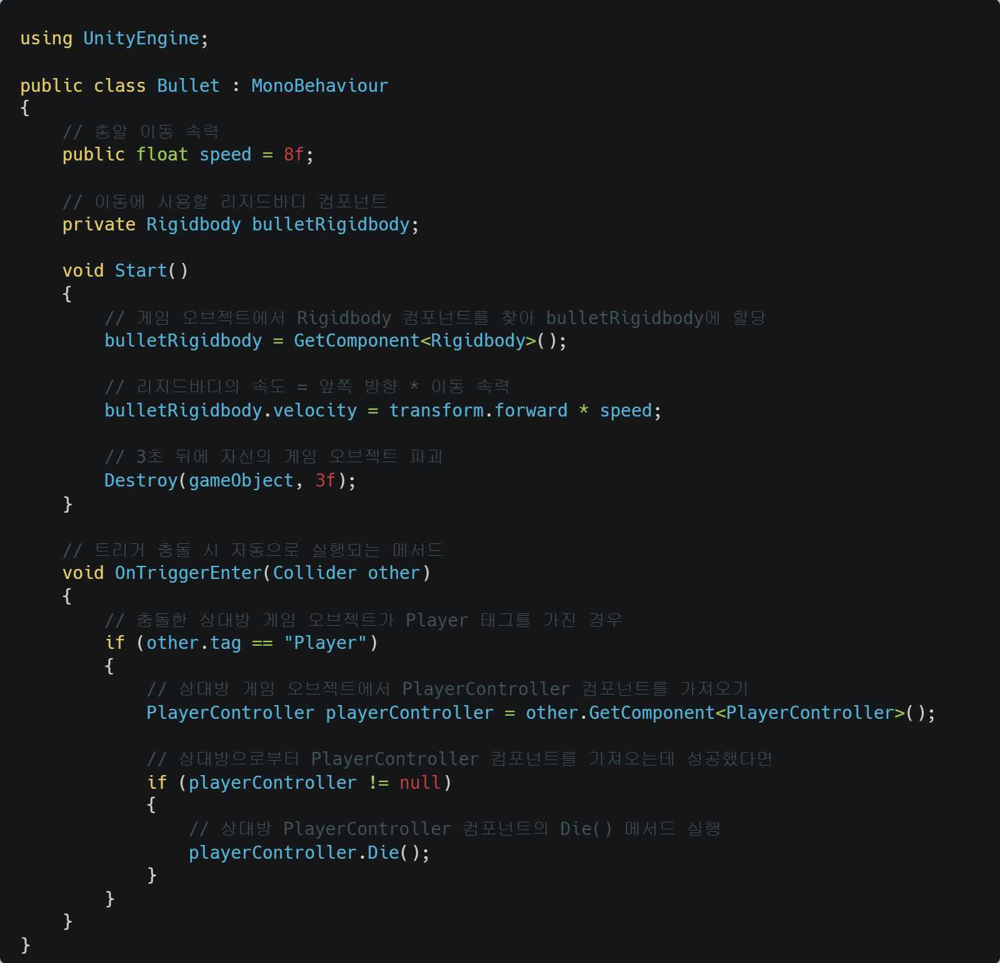 using UnityEngine;
public class Bullet : MonoBehaviour
{
    // 총알 이동 속력
    public float speed = 8f;
    // 이동에 사용할 리지드바디 컴포넌트
    private Rigidbody bulletRigidbody;
    void Start()
    {
        // 게임 오브젝트에서 Rigidbody 컴포넌트를 찾아 bulletRigidbody에 할당
        bulletRigidbody = GetComponent<Rigidbody>();
        // 리지드바디의 속도 = 앞쪽 방향 * 이동 속력
        bulletRigidbody.velocity = transform.forward * speed;
        // 3초 뒤에 자신의 게임 오브젝트 파괴
        Destroy(gameObject, 3f);
    }
    // 트리거 충돌 시 자동으로 실행되는 메서드
    void OnTriggerEnter(Collider other)
    {
        // 충돌한 상대방 게임 오브젝트가 Player 태그를 가진 경우
        if (other.tag == "Player")
        {
            // 상대방 게임 오브젝트에서 PlayerController 컴포넌트를 가져오기
            PlayerController playerController = other.GetComponent<PlayerController>();
            // 상대방으로부터 PlayerController 컴포넌트를 가져오는데 성공했다면
            if (playerController != null)
            {
                // 상대방 PlayerController 컴포넌트의 Die() 메서드 실행
                playerController.Die();
            }
        }
    }
}